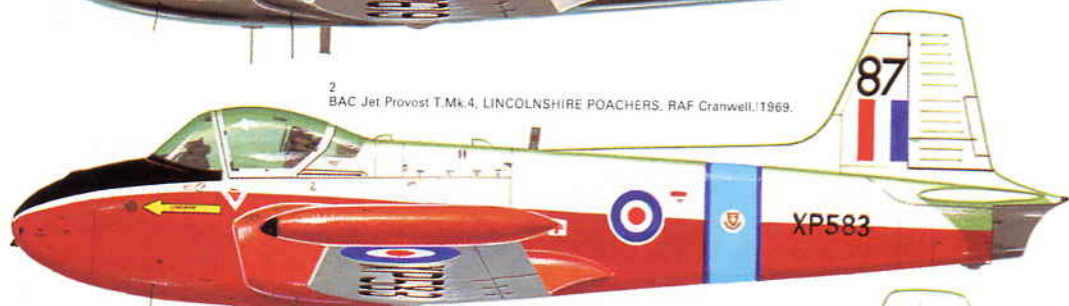 2
BAC Jet Provost T.Mk.4, LINCOLNSHIRE POACHERS, RAF Cranwell. 1969.
87
XP583